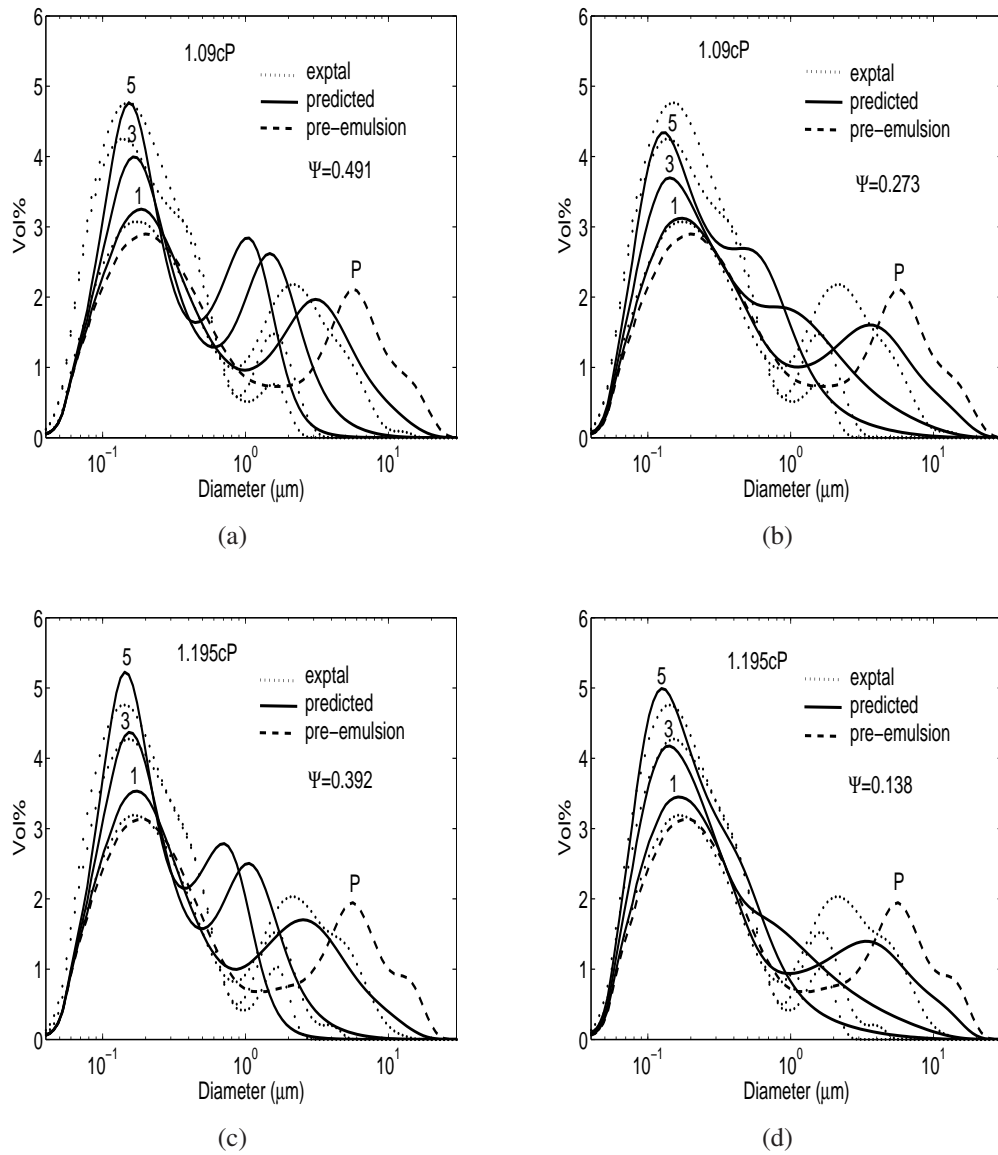 6
5
4
3
2
1
0
Vol%
10⁻¹
10⁰
10¹
Diameter (μm)
1.09cP
exptal
predicted
pre−emulsion
Ψ=0.491
5
3
1
P
(a)
6
5
4
3
2
1
0
Vol%
10⁻¹
10⁰
10¹
Diameter (μm)
1.09cP
exptal
predicted
pre−emulsion
Ψ=0.273
5
3
1
P
(b)
6
5
4
3
2
1
0
Vol%
10⁻¹
10⁰
10¹
Diameter (μm)
1.195cP
exptal
predicted
pre−emulsion
Ψ=0.392
5
3
1
P
(c)
6
5
4
3
2
1
0
Vol%
10⁻¹
10⁰
10¹
Diameter (μm)
1.195cP
exptal
predicted
pre−emulsion
Ψ=0.138
5
3
1
P
(d)